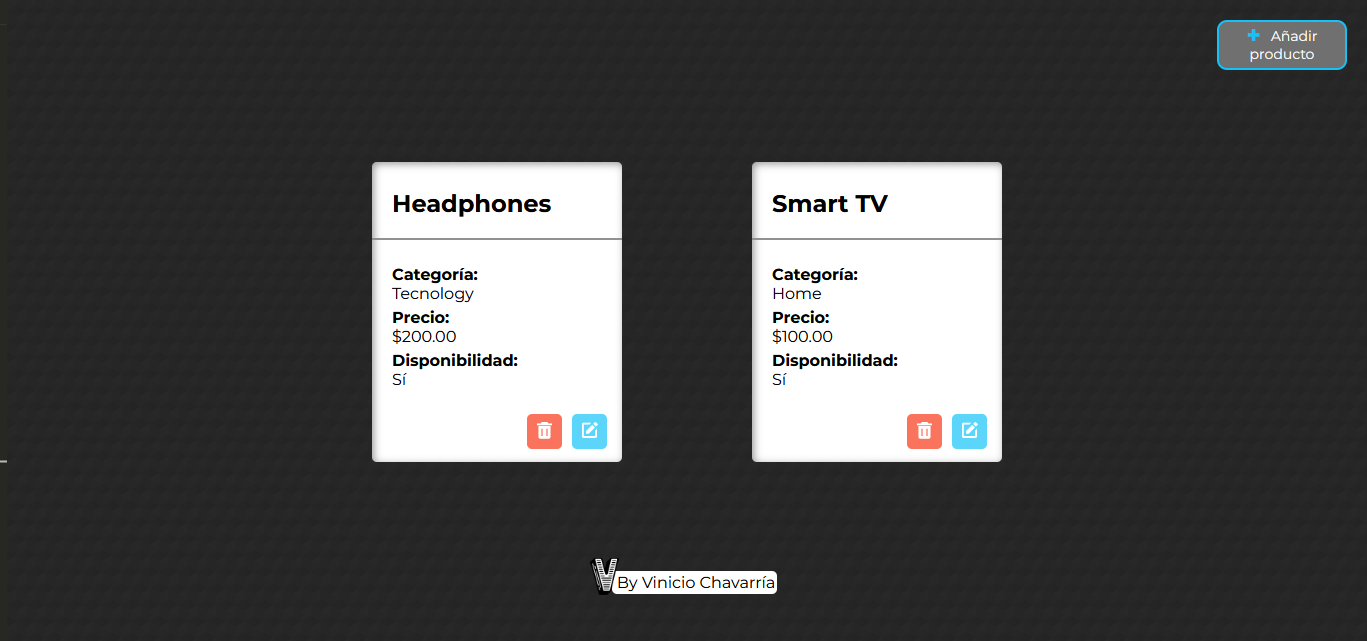 Añadir
producto
Headphones
Categoría:
Tecnology
Precio:
$200.00
Disponibilidad:
Sí
Smart TV
Categoría:
Home
Precio:
$100.00
Disponibilidad:
Sí
V By Vinicio Chavarría